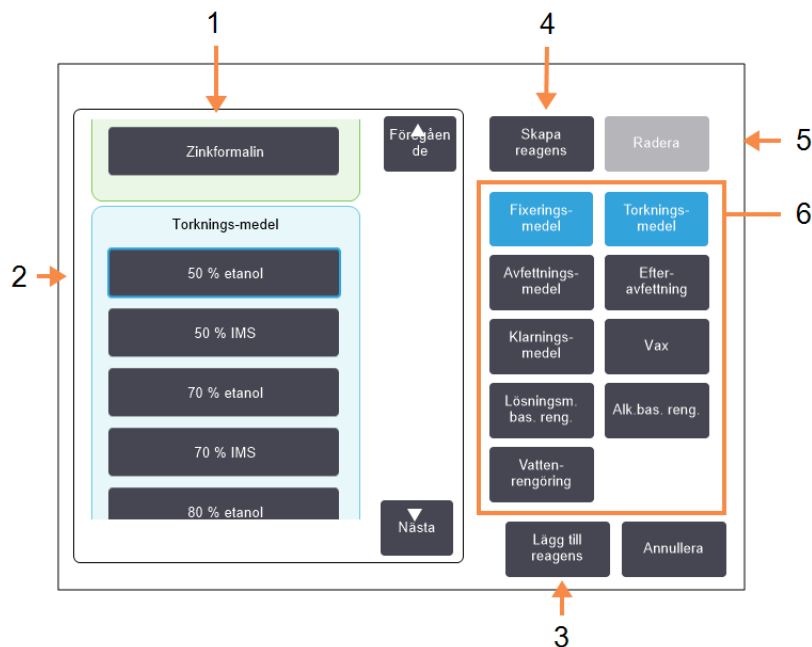 1
4
Zinkformalin
Föregåen
de
Skapa
reagens
Radera
5
Torknings-medel
Fixerings-
medel
Torknings-
medel
6
2
50 % etanol
Avfettnings-
medel
Efter-
avfettning
50 % IMS
Klarnings-
medel
Vax
70 % etanol
Lösningsm.
bas. reng.
Alk.bas. reng.
70 % IMS
Vatten-
rengöring
80 % etanol
Nästa
Lägg till
reagens
Annullera
3